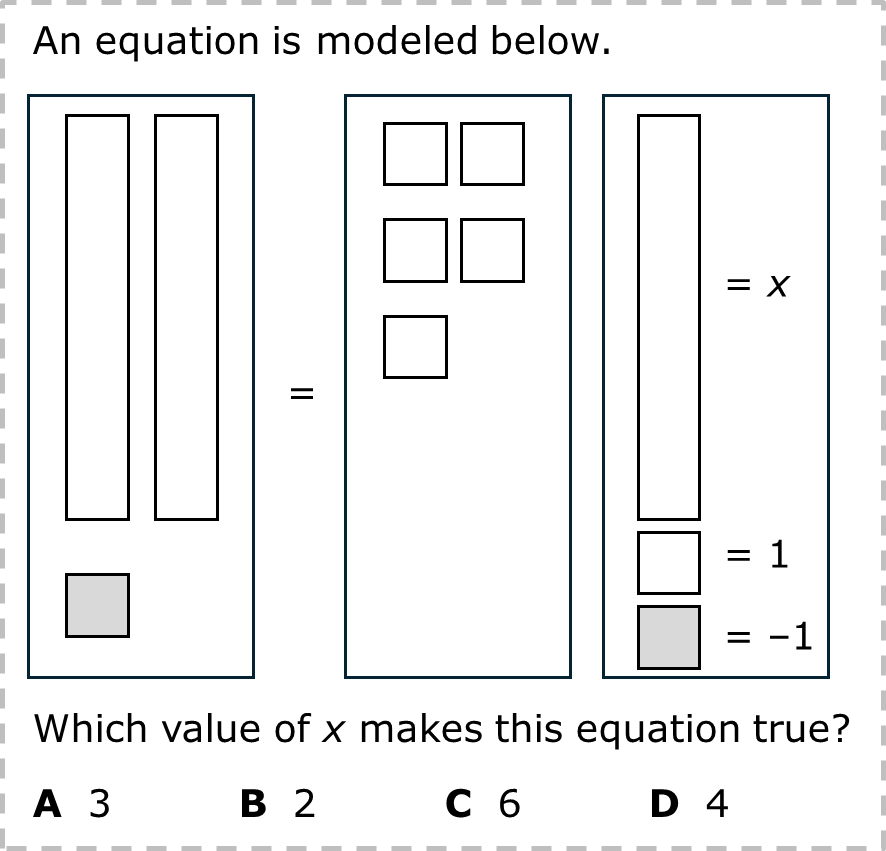 An equation is modeled below.
=
= x
= 1
= –1
Which value of x makes this equation true?
A 3 B 2 C 6 D 4